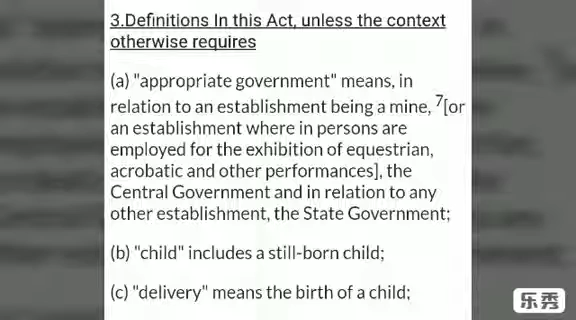 3.Definitions In this Act, unless the context
otherwise requires
(a) "appropriate government" means, in
relation to an establishment being a mine, 7[or
an establishment where in persons are
employed for the exhibition of equestrian,
acrobatic and other performances], the
Central Government and in relation to any
other establishment, the State Government;
(b) "child" includes a still-born child;
(c) "delivery" means the birth of a child;
乐秀